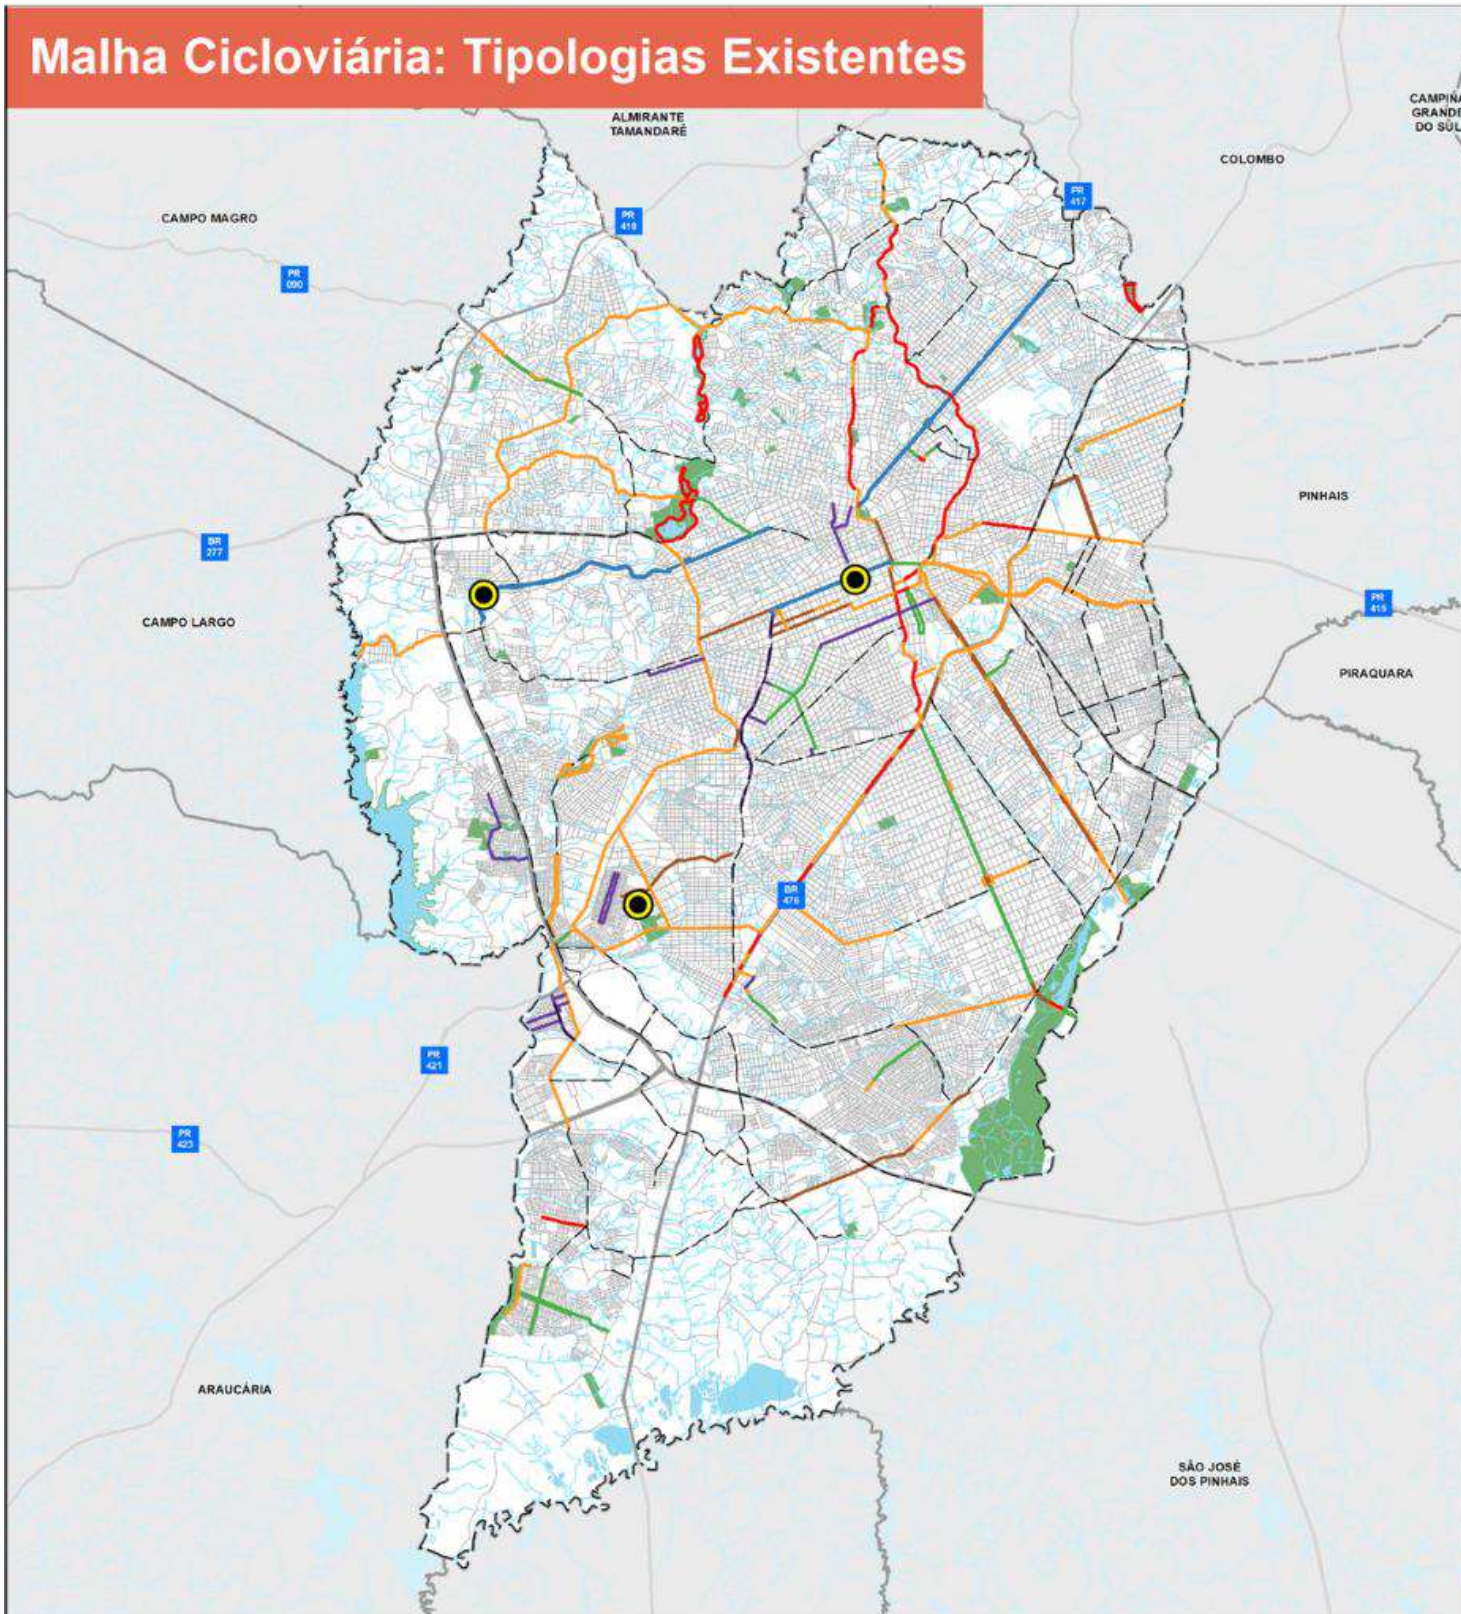 Malha Cicloviária: Tipologias Existentes
ALMIRANTE
TAMANDARÉ
CAMPIÑA
GRANDE
DO SUL
COLOMBO
CAMPO MAGRO
PR
417
PR
418
PR
090
PINHAIS
BR
277
CAMPO LARGO
PR
415
PIRAQUARA
BR
476
PR
421
PR
423
ARAUCÁRIA
SÃO JOSÉ
DOS PINHAIS